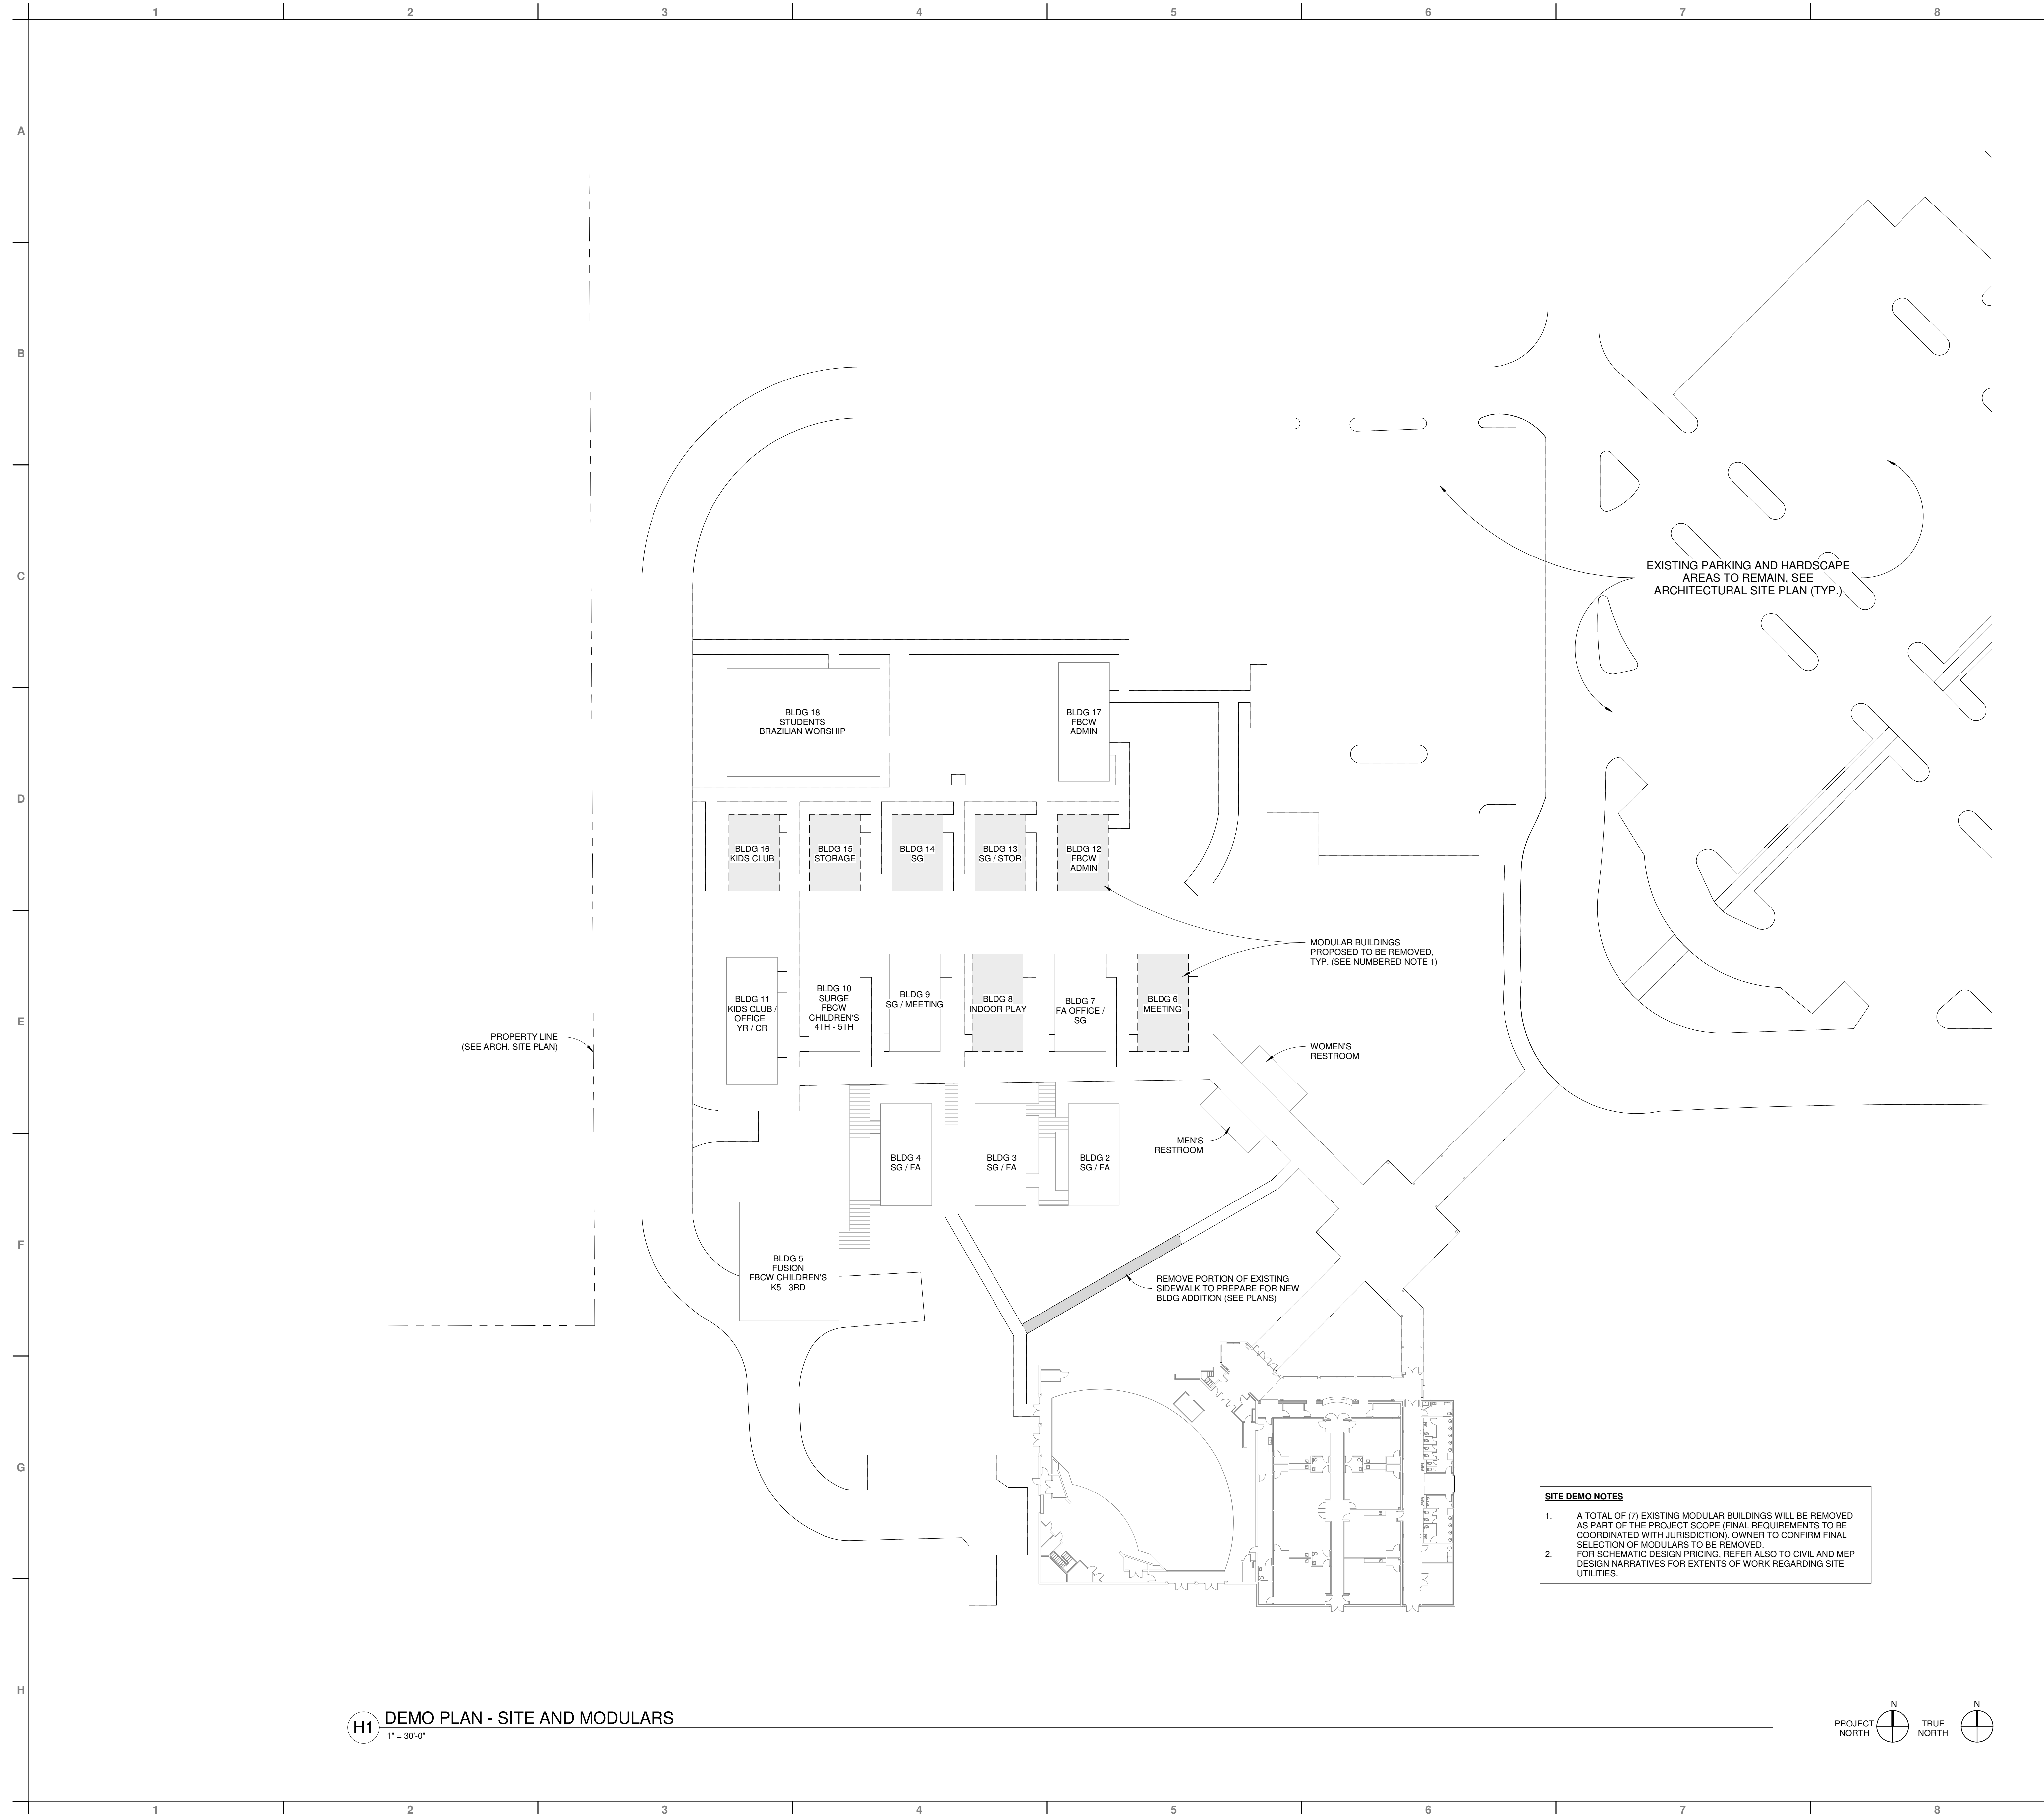 1 2 3 4 5 6 7 8
A
B
C
D
E
F
G
H
EXISTING PARKING AND HARDSCAPE
AREAS TO REMAIN, SEE
ARCHITECTURAL SITE PLAN (TYP.)
BLDG 18
STUDENTS
BRAZILIAN WORSHIP
BLDG 17
FBCW
ADMIN
BLDG 16
KIDS CLUB
BLDG 15
STORAGE
BLDG 14
SG
BLDG 13
SG / STOR
BLDG 12
FBCW
ADMIN
MODULAR BUILDINGS
PROPOSED TO BE REMOVED,
TYP. (SEE NUMBERED NOTE 1)
BLDG 11
KIDS CLUB /
OFFICE -
YR / CR
BLDG 10
SURGE
FBCW
CHILDREN'S
4TH - 5TH
BLDG 9
SG / MEETING
BLDG 8
INDOOR PLAY
BLDG 7
FA OFFICE /
SG
BLDG 6
MEETING
PROPERTY LINE
(SEE ARCH. SITE PLAN)
WOMEN'S
RESTROOM
MEN'S
RESTROOM
BLDG 4
SG / FA
BLDG 3
SG / FA
BLDG 2
SG / FA
BLDG 5
FUSION
FBCW CHILDREN'S
K5 - 3RD
REMOVE PORTION OF EXISTING
SIDEWALK TO PREPARE FOR NEW
BLDG ADDITION (SEE PLANS)
SITE DEMO NOTES
1. A TOTAL OF (7) EXISTING MODULAR BUILDINGS WILL BE REMOVED
AS PART OF THE PROJECT SCOPE (FINAL REQUIREMENTS TO BE
COORDINATED WITH JURISDICTION). OWNER TO CONFIRM FINAL
SELECTION OF MODULARS TO BE REMOVED.
2. FOR SCHEMATIC DESIGN PRICING, REFER ALSO TO CIVIL AND MEP
DESIGN NARRATIVES FOR EXTENTS OF WORK REGARDING SITE
UTILITIES.
H1 DEMO PLAN - SITE AND MODULARS
1" = 30'-0"
N
PROJECT
NORTH
N
TRUE
NORTH
1 2 3 4 5 6 7 8